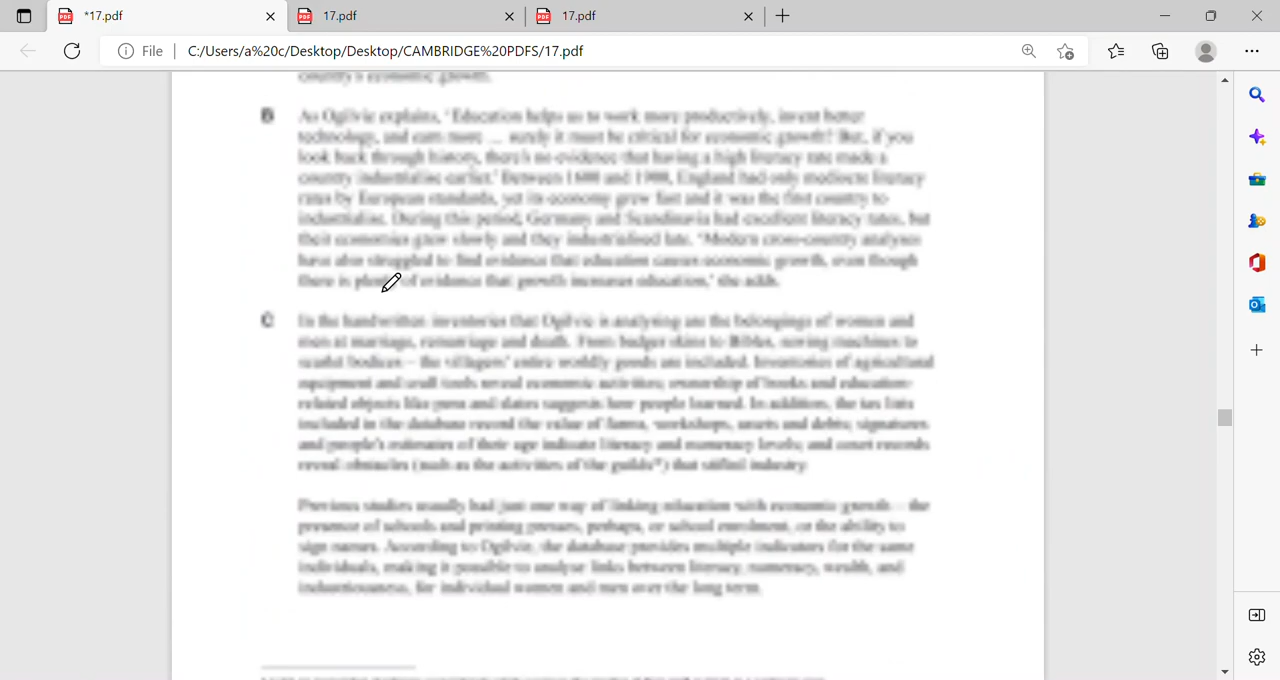 *17.pdf
17.pdf
17.pdf
File
C:/Users/a%20c/Desktop/Desktop/CAMBRIDGE%20PDFS/17.pdf
country's economic growth.
B As Ogilvie explains, 'Education helps us to work more productively, invent better
technology, and earn more ... surely it must be critical for economic growth? But, if you
look back through history, there's no evidence that having a high literacy rate made a
country industrialise earlier.' Between 1600 and 1900, England had only mediocre literacy
rates by European standards, yet its economy grew fast and it was the first country to
industrialise. During this period, Germany and Scandinavia had excellent literacy rates, but
their economies grew slowly and they industrialised late. 'Modern cross-country analyses
have also struggled to find evidence that education causes economic growth, even though
there is plenty of evidence that growth increases education,' she adds.
C In the handwritten inventories that Ogilvie is analysing are the belongings of women and
men at marriage, remarriage and death. From badger skins to Bibles, sewing machines to
scarlet bodices – the villagers' entire worldly goods are included. Inventories of agricultural
equipment and craft tools reveal economic activities; ownership of books and education-
related objects like pens and slates suggests how people learned. In addition, the tax lists
included in the database record the value of farms, workshops, assets and debts; signatures
and people's estimates of their age indicate literacy and numeracy levels; and court records
reveal obstacles (such as the activities of the guilds*) that stifled industry.
Previous studies usually had just one way of linking education with economic growth – the
presence of schools and printing presses, perhaps, or school enrolment, or the ability to
sign names. According to Ogilvie, the database provides multiple indicators for the same
individuals, making it possible to analyse links between literacy, numeracy, wealth, and
industriousness, for individual women and men over the long term.